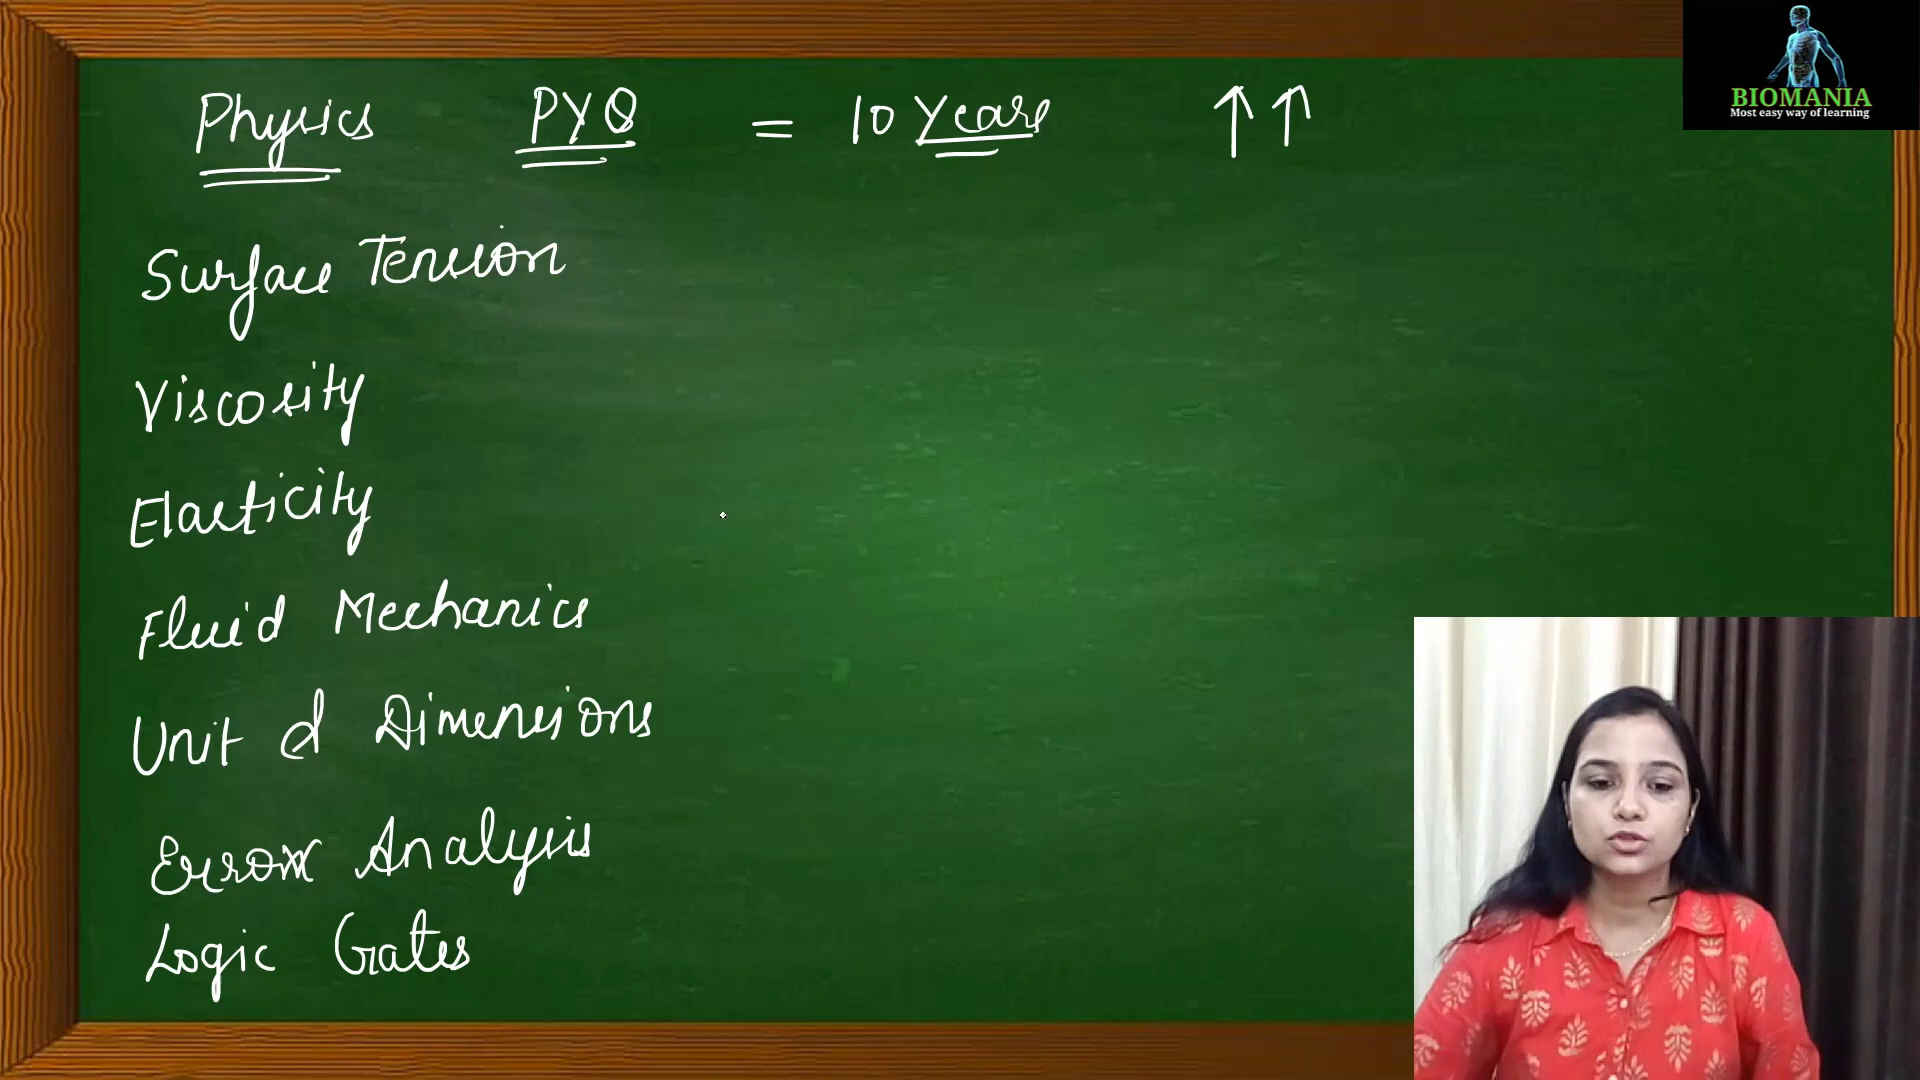 Physics PYQ = 10 Years ↑↑
BIOMANIA
Most easy way of learning
Surface Tension
Viscosity
Elasticity
Fluid Mechanics
Unit & Dimensions
Error Analysis
Logic Gates